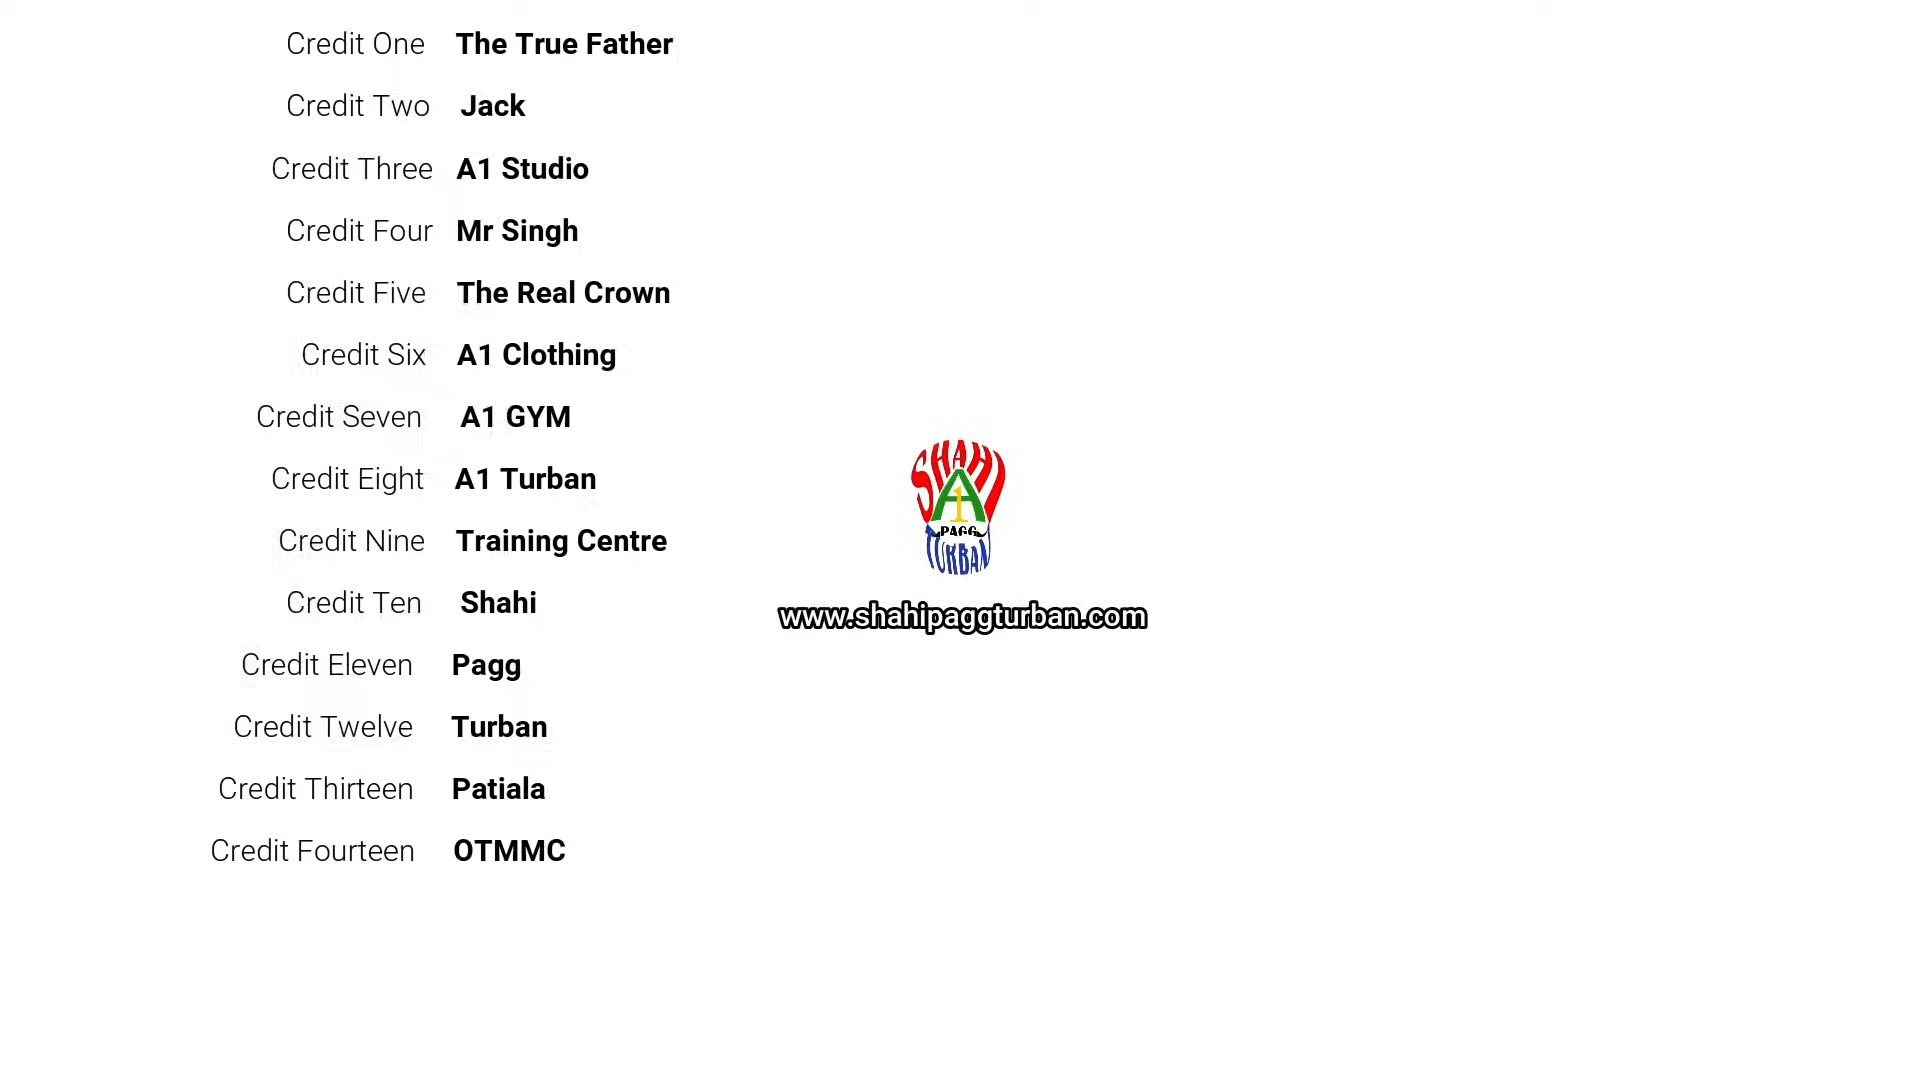 Credit One The True Father
Credit Two Jack
Credit Three A1 Studio
Credit Four Mr Singh
Credit Five The Real Crown
Credit Six A1 Clothing
Credit Seven A1 GYM
Credit Eight A1 Turban
Credit Nine Training Centre
Credit Ten Shahi
Credit Eleven Pagg
Credit Twelve Turban
Credit Thirteen Patiala
Credit Fourteen OTMMC
SHAHI
A1
PAGG
TURBAN
www.shahipaggturban.com